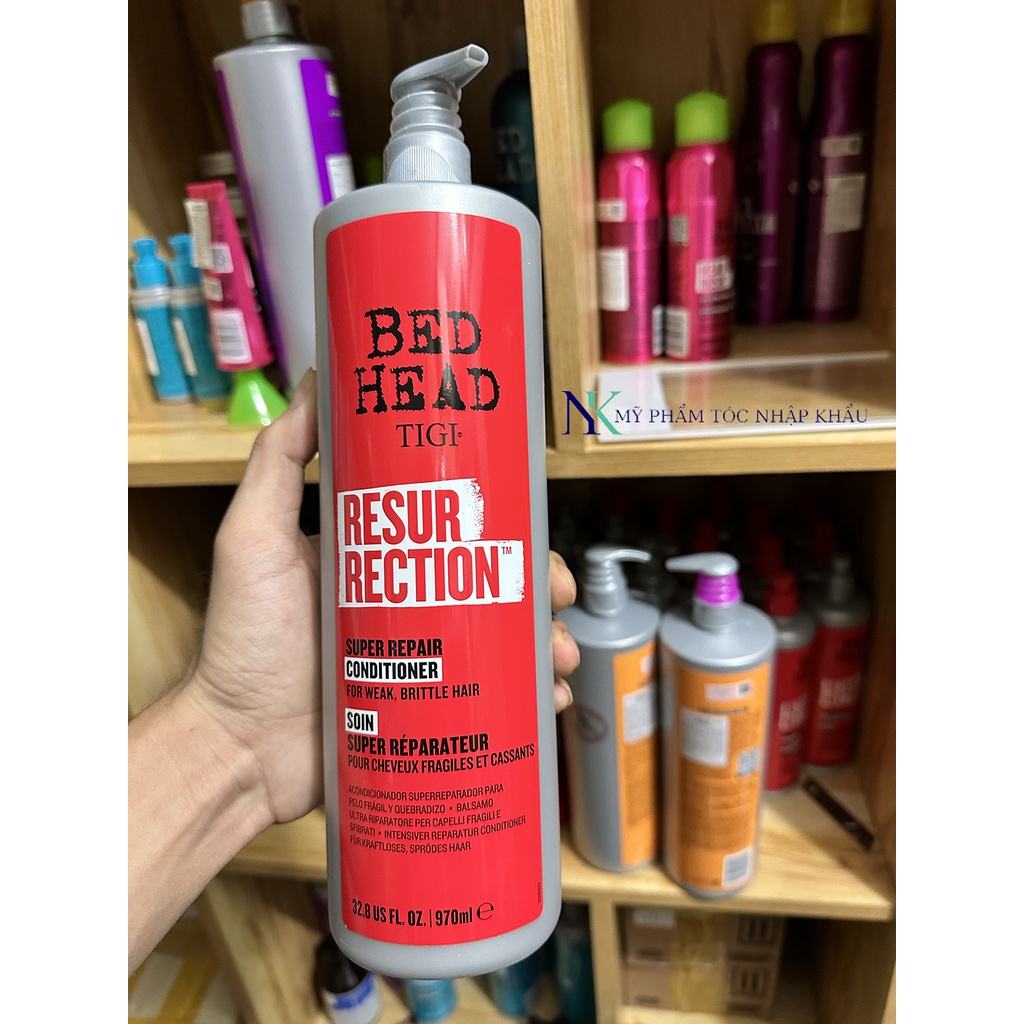 BED
HEAD
TIGI®
RESUR
RECTION™
SUPER REPAIR
CONDITIONER
FOR WEAK, BRITTLE HAIR
SOIN
SUPER RÉPARATEUR
POUR CHEVEUX FRAGILES ET CASSANTS
ACONDICIONADOR SUPERREPARADOR PARA
PELO FRÁGIL Y QUEBRADIZO • BALSAMO
ULTRA RIPARATORE PER CAPELLI FRAGILI E
SFIBRATI • INTENSIVER REPARATUR CONDITIONER
FÜR KRAFTLOSES, SPRÖDES HAAR
32.8 US FL. OZ. | 970ml ℮
NK MỸ PHẨM TÓC NHẬP KHẨU
HEAD